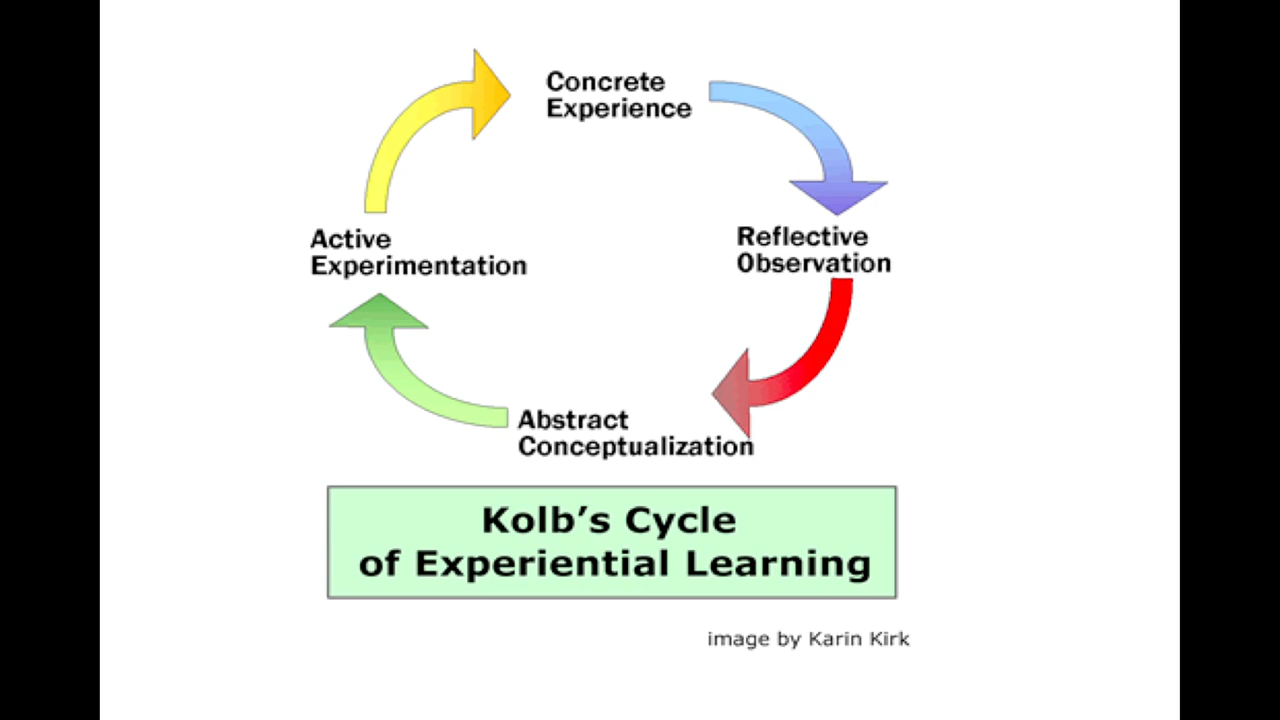 Concrete
Experience
Reflective
Observation
Abstract
Conceptualization
Active
Experimentation
Kolb’s Cycle
of Experiential Learning
image by Karin Kirk